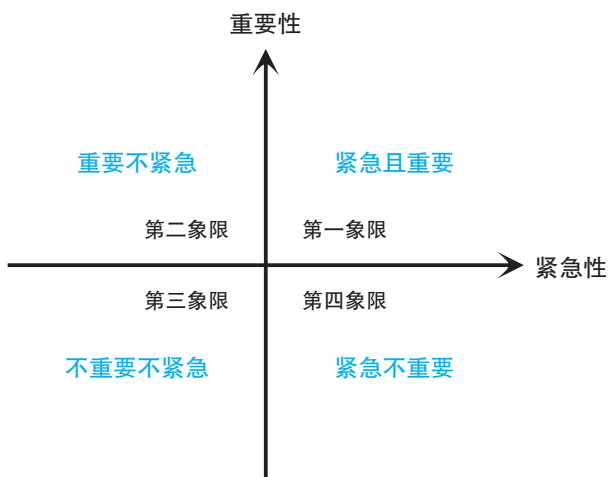 重要性
重要不紧急
紧急且重要
第二象限
第一象限
紧急性
第三象限
第四象限
不重要不紧急
紧急不重要